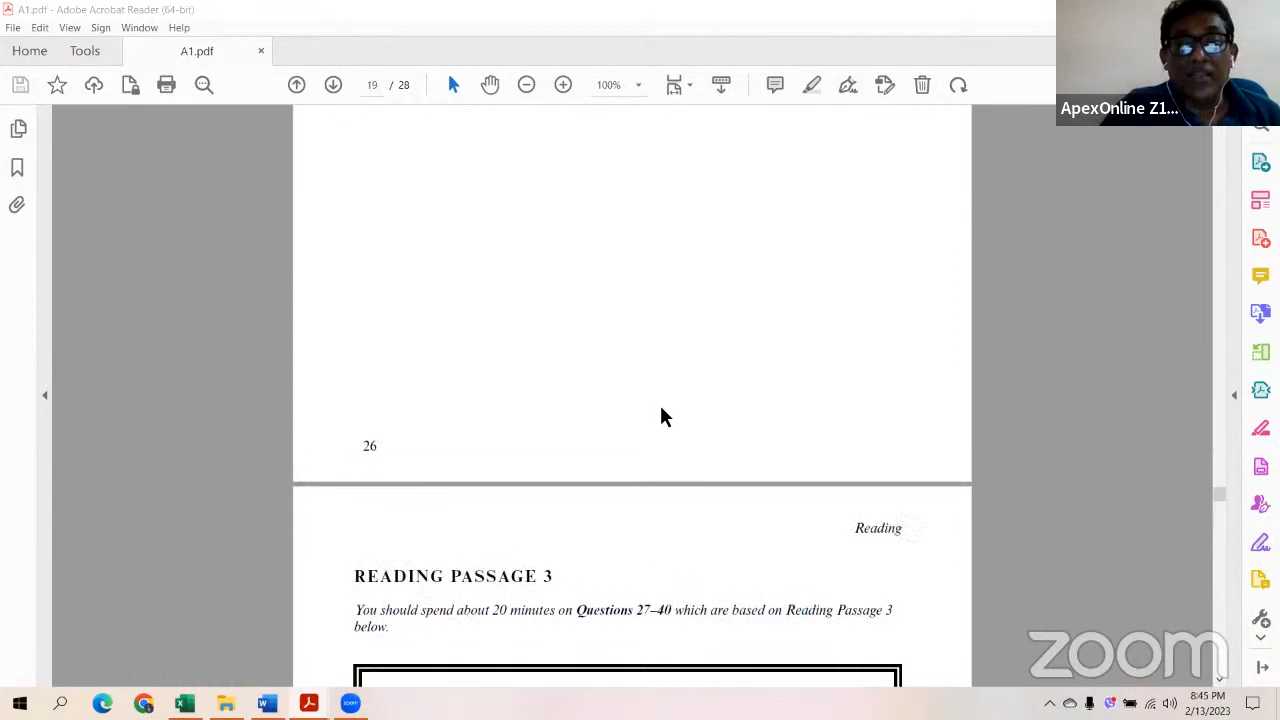 A1.pdf - Adobe Acrobat Reader (64-bit)
File Edit View Sign Window Help
Home Tools A1.pdf ×
19 / 28 100%
ApexOnline Z1...
26
Reading
READING PASSAGE 3
You should spend about 20 minutes on Questions 27–40 which are based on Reading Passage 3
below.
zoom
zoom
8:45 PM
2/13/2023